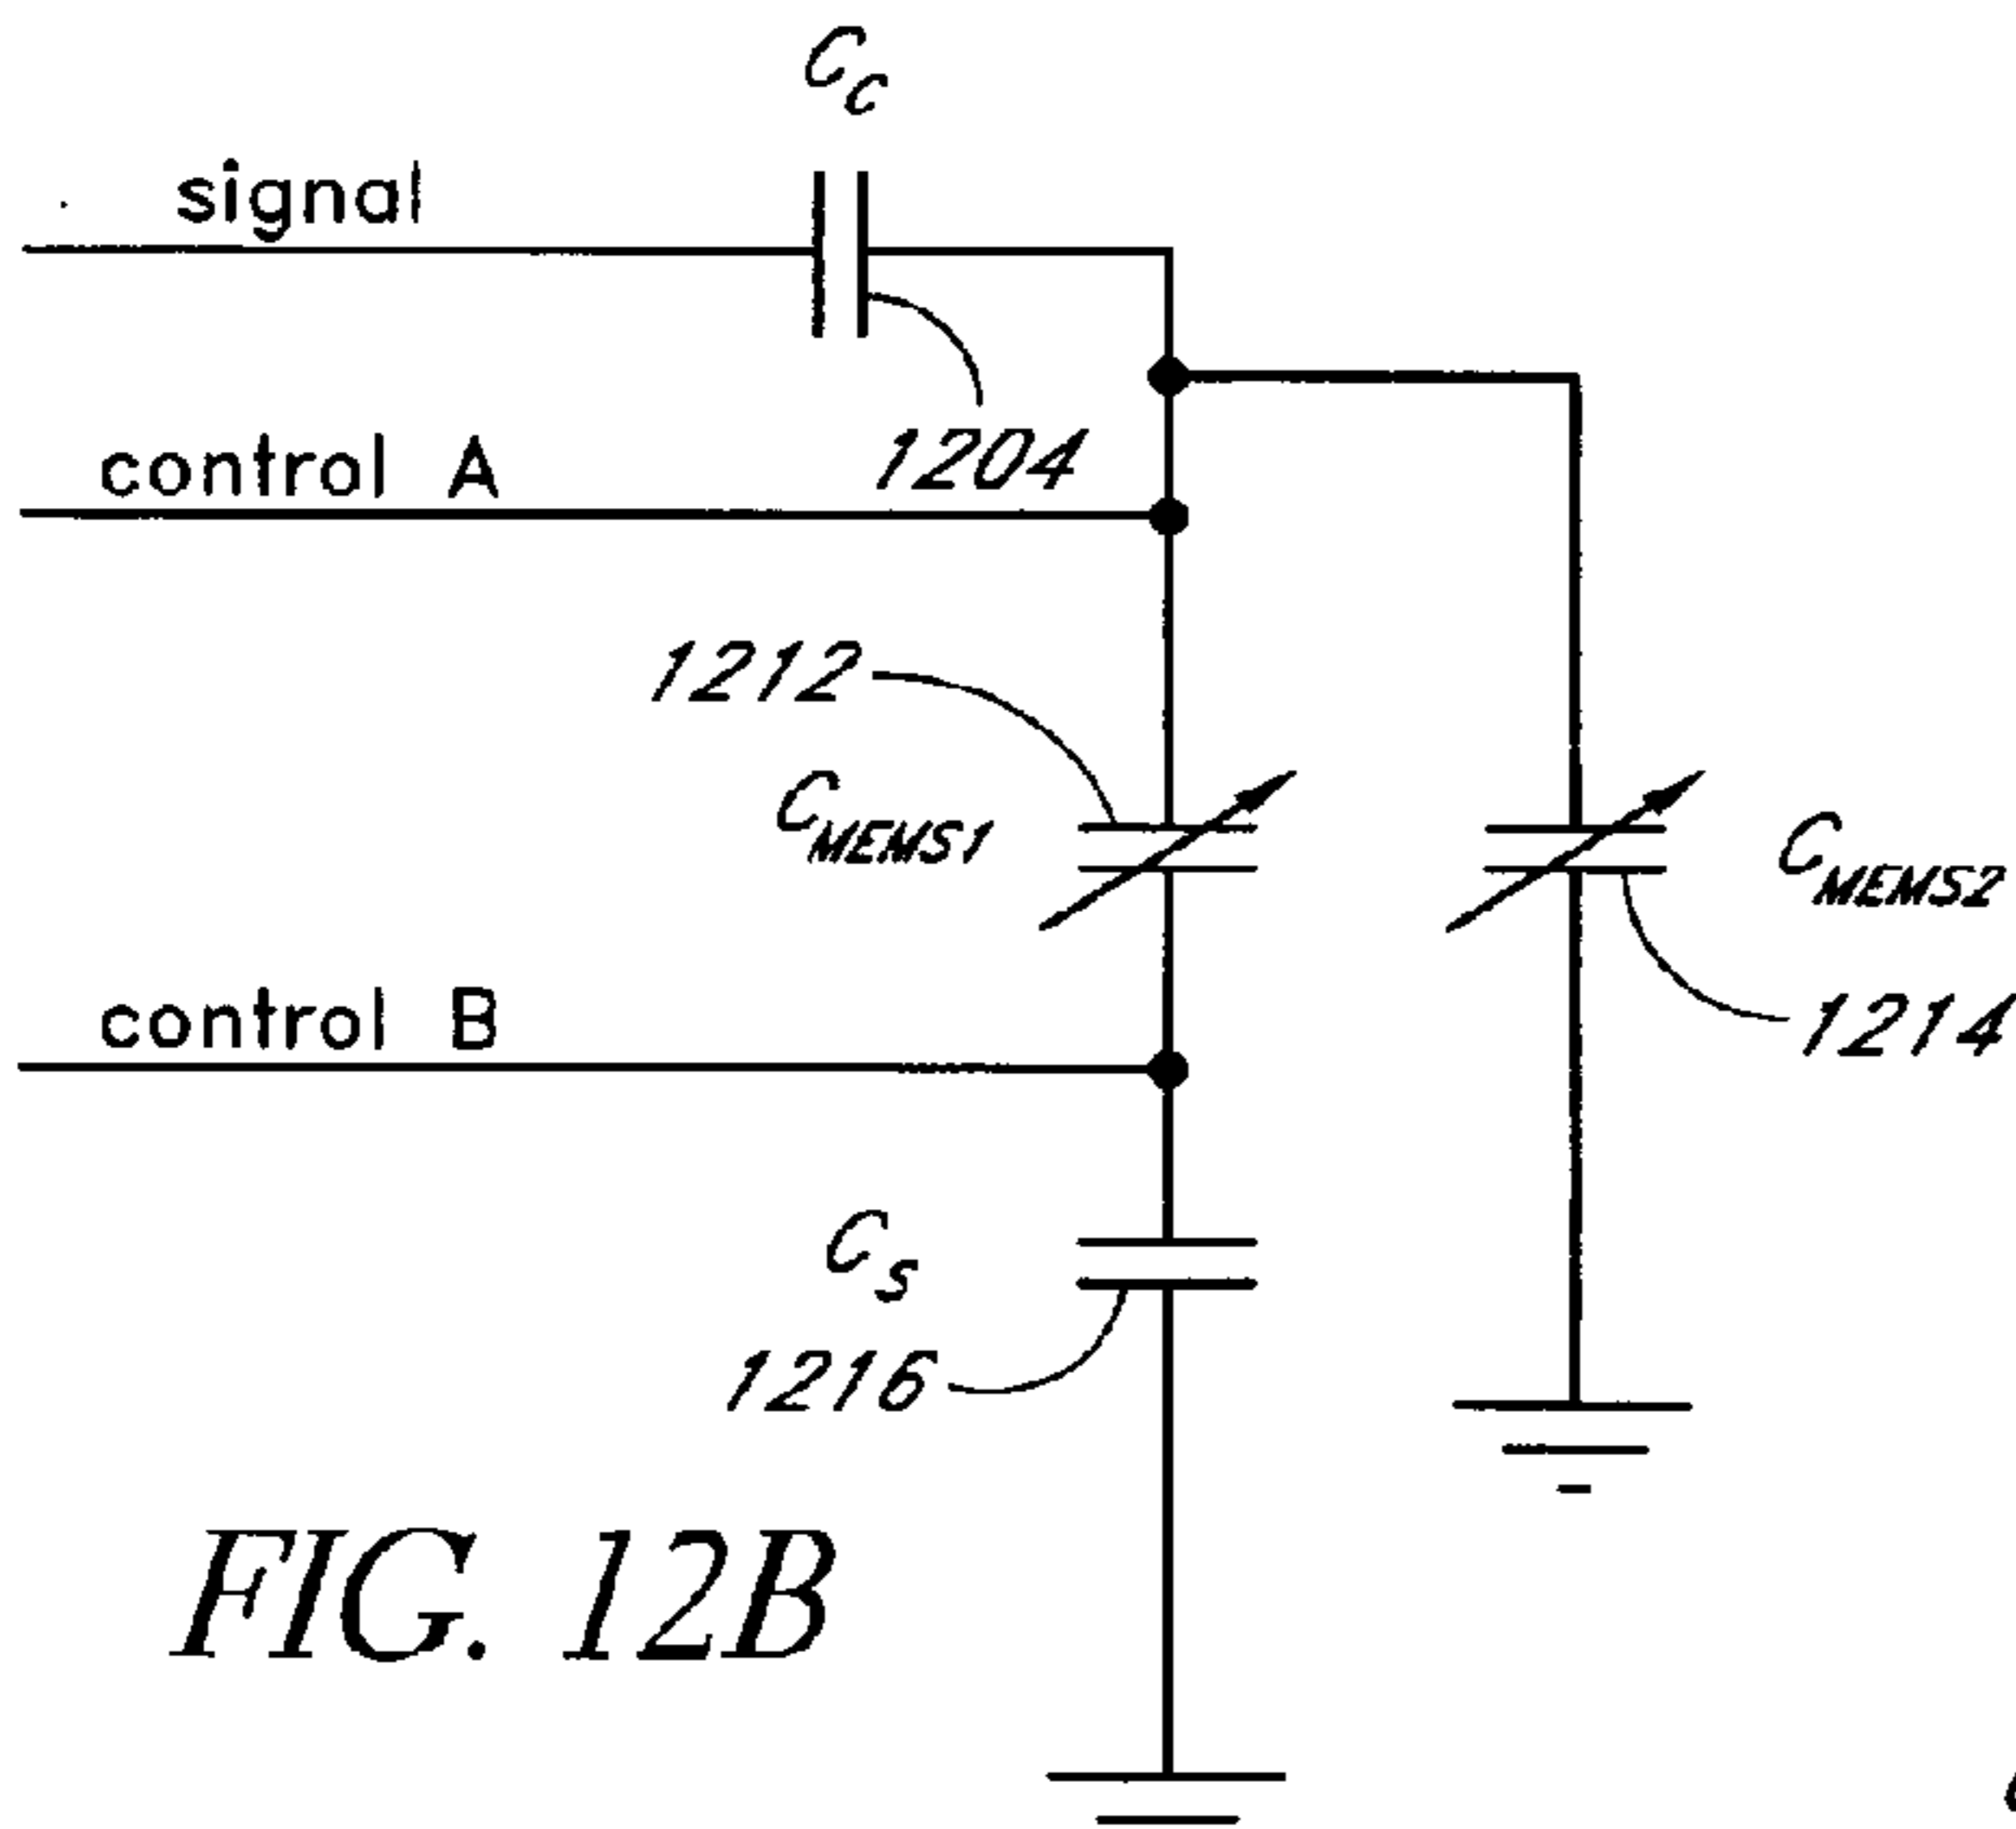 C_C
signal
1204
control A
1212
C_MEMS1
C_MEMS2
control B
1214
C_S
1216
FIG. 12B